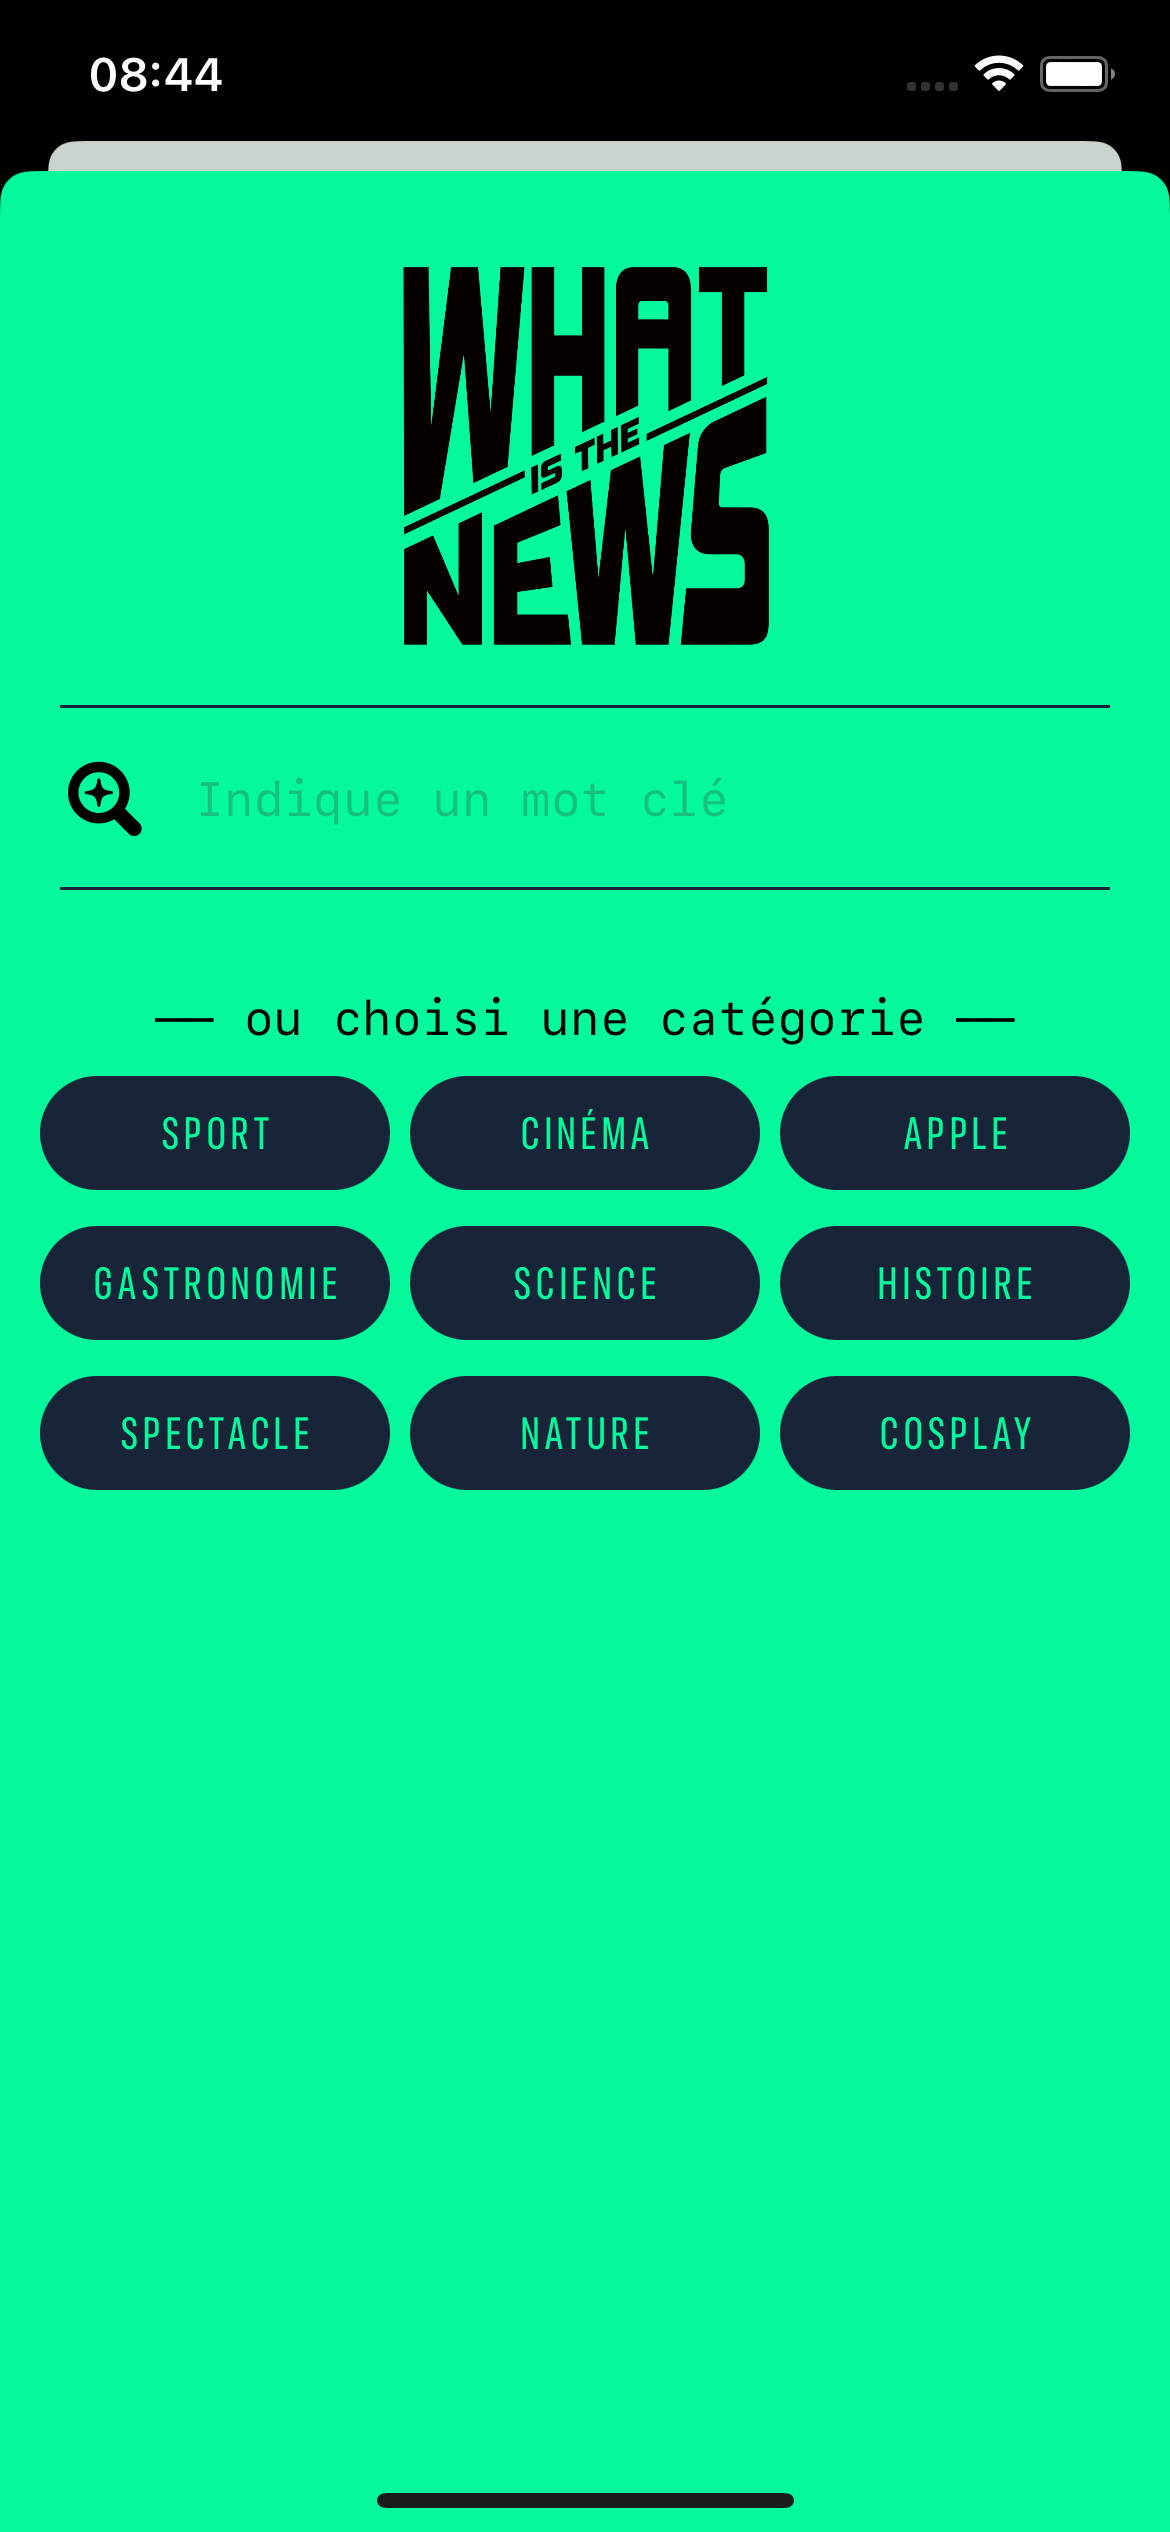 08:44
WHAT
IS THE
NEWS
Indique un mot clé
—— ou choisi une catégorie ——
SPORT CINÉMA APPLE
GASTRONOMIE SCIENCE HISTOIRE
SPECTACLE NATURE COSPLAY